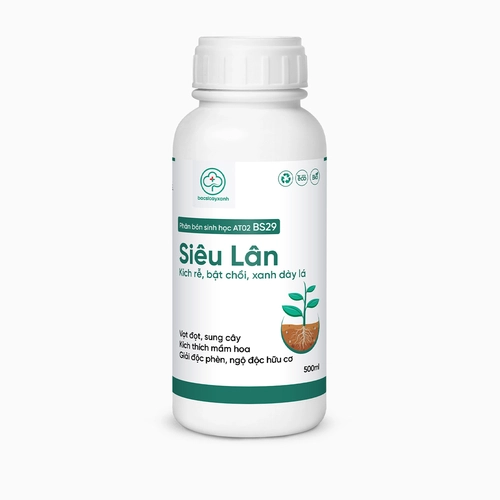 bacsicayxanh
Phân bón sinh học AT02 BS29
Siêu Lân
Kích rễ, bật chồi, xanh dày lá
Vọt đọt, sung cây
Kích thích mầm hoa
Giải độc phèn, ngộ độc hữu cơ
500ml